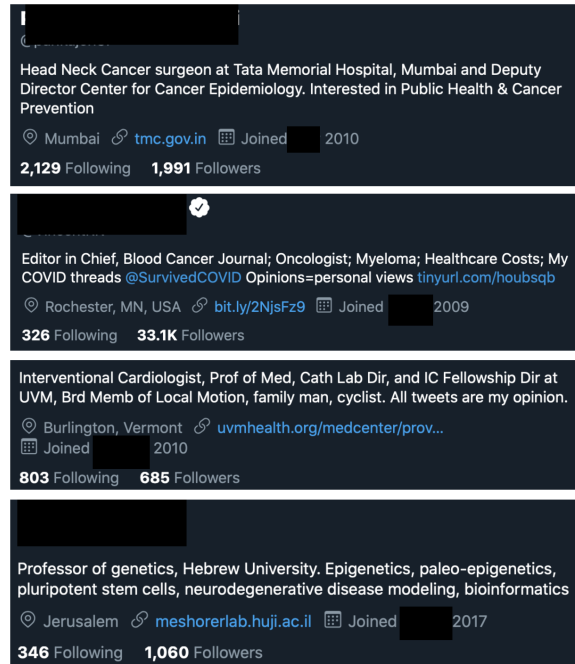 Head Neck Cancer surgeon at Tata Memorial Hospital, Mumbai and Deputy
Director Center for Cancer Epidemiology. Interested in Public Health & Cancer
Prevention
Mumbai tmc.gov.in Joined 2010
2,129 Following 1,991 Followers
Editor in Chief, Blood Cancer Journal; Oncologist; Myeloma; Healthcare Costs; My
COVID threads @SurvivedCOVID Opinions=personal views tinyurl.com/houbsqb
Rochester, MN, USA bit.ly/2NjsFz9 Joined 2009
326 Following 33.1K Followers
Interventional Cardiologist, Prof of Med, Cath Lab Dir, and IC Fellowship Dir at
UVM, Brd Memb of Local Motion, family man, cyclist. All tweets are my opinion.
Burlington, Vermont uvmhealth.org/medcenter/prov...
Joined 2010
803 Following 685 Followers
Professor of genetics, Hebrew University. Epigenetics, paleo-epigenetics,
pluripotent stem cells, neurodegenerative disease modeling, bioinformatics
Jerusalem meshorerlab.huji.ac.il Joined 2017
346 Following 1,060 Followers